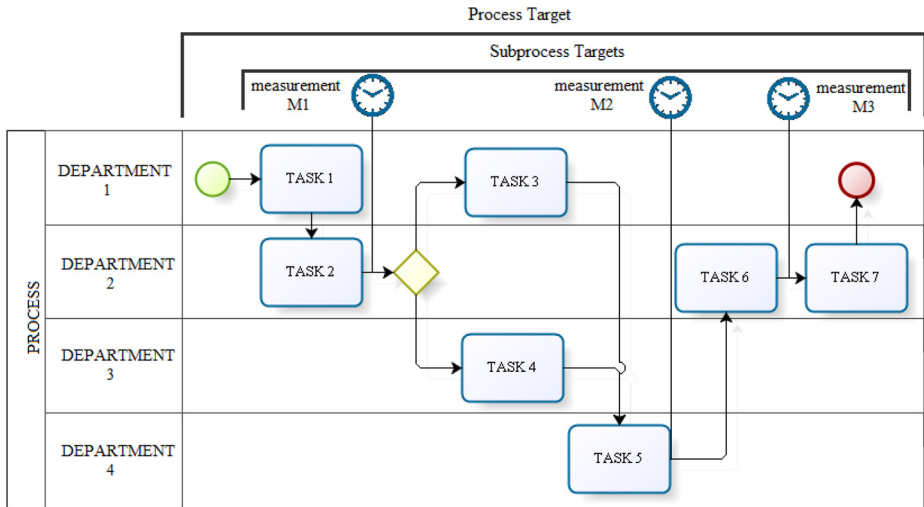 Process Target
Subprocess Targets
measurement
M1
measurement
M2
measurement
M3
PROCESS
DEPARTMENT
1
TASK 1
TASK 3
DEPARTMENT
2
TASK 2
TASK 6
TASK 7
DEPARTMENT
3
TASK 4
DEPARTMENT
4
TASK 5